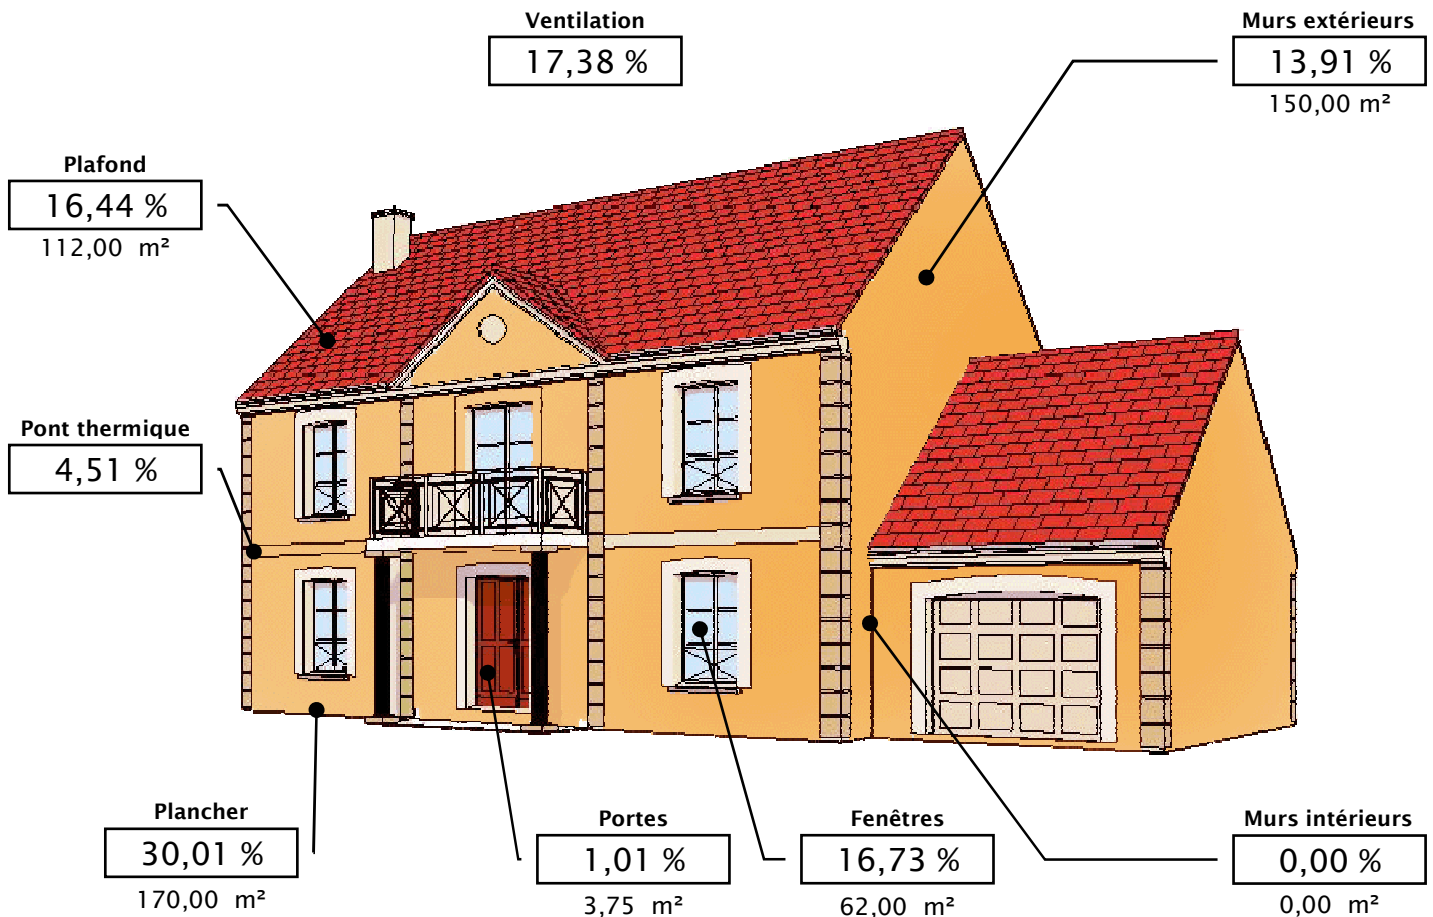 Ventilation
17,38 %
Murs extérieurs
13,91 %
150,00 m²
Plafond
16,44 %
112,00 m²
Pont thermique
4,51 %
Plancher
30,01 %
170,00 m²
Portes
1,01 %
3,75 m²
Fenêtres
16,73 %
62,00 m²
Murs intérieurs
0,00 %
0,00 m²